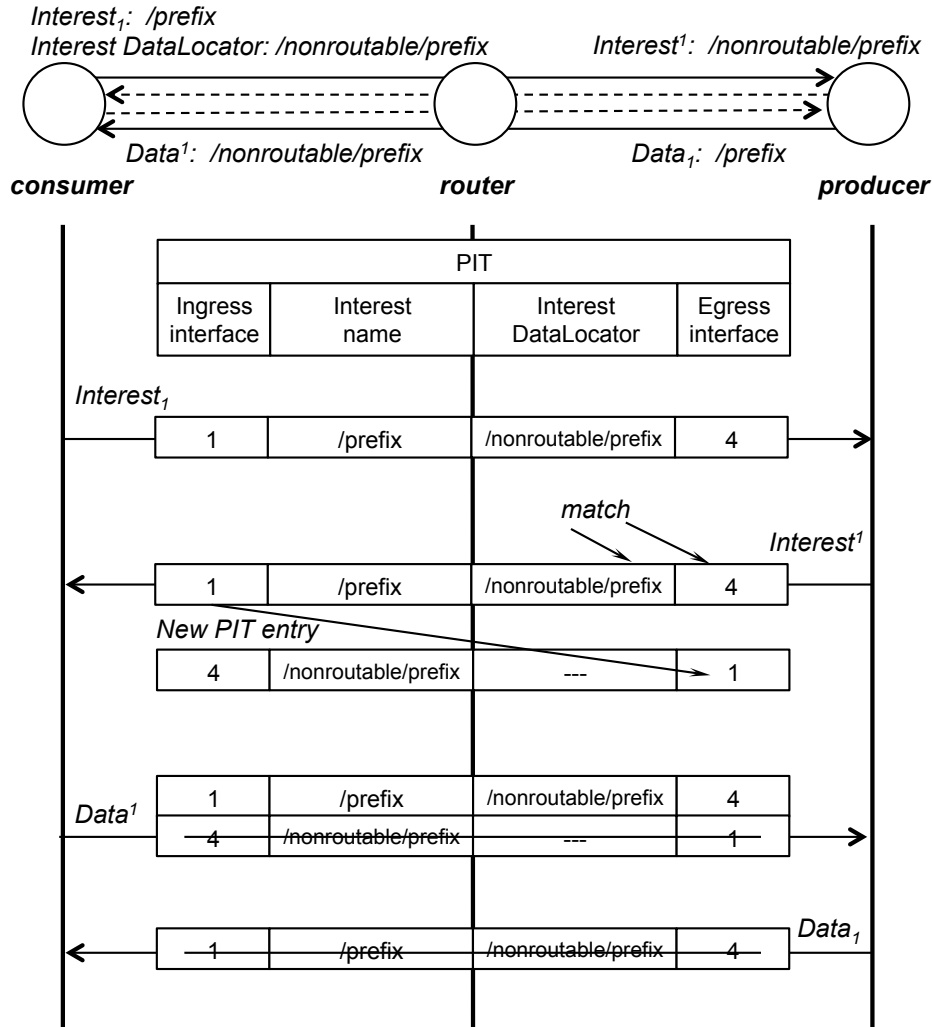 Interest₁: /prefix
Interest DataLocator: /nonroutable/prefix
Interest¹: /nonroutable/prefix
Data¹: /nonroutable/prefix
Data₁: /prefix
consumer
router
producer
PIT
Ingress interface
Interest name
Interest DataLocator
Egress interface
Interest₁
1 /prefix /nonroutable/prefix 4
match
Interest¹
1 /prefix /nonroutable/prefix 4
New PIT entry
4 /nonroutable/prefix --- 1
1 /prefix /nonroutable/prefix 4
Data¹
4 /nonroutable/prefix --- 1
Data₁
1 /prefix /nonroutable/prefix 4